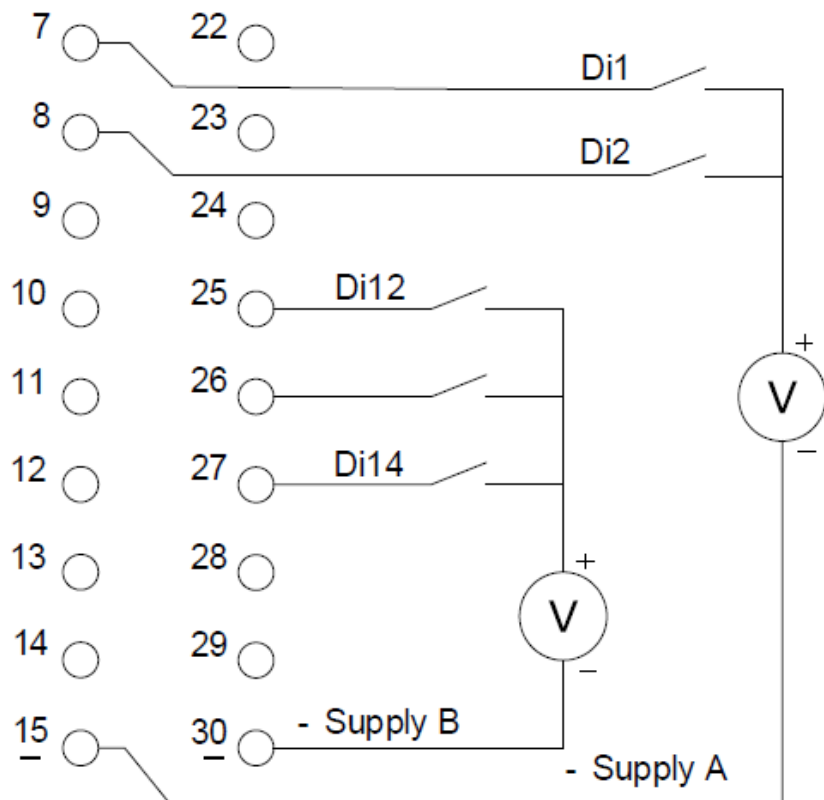 7 22
Di1
8 23
Di2
9 24
10 25 Di12
+
11 26
V
−
12 27 Di14
13 28
+
V
14 29
−
15 30 - Supply B
− −
- Supply A